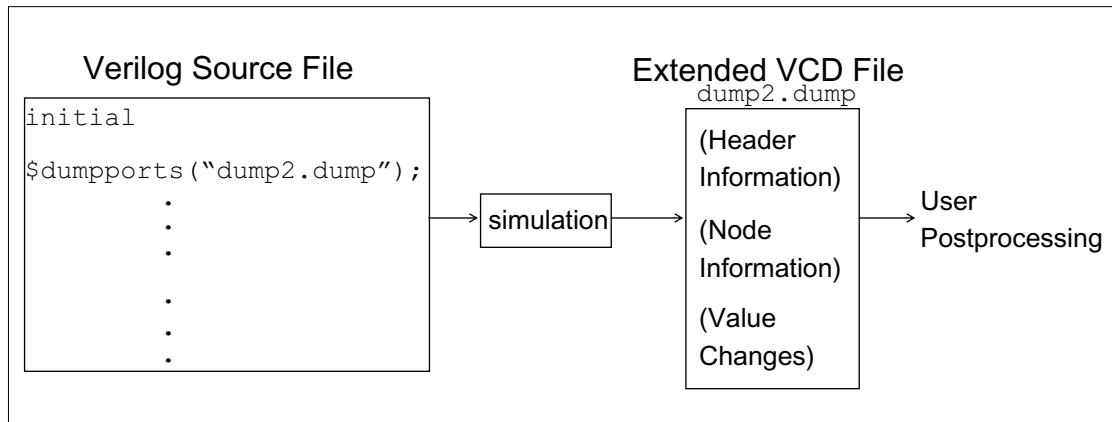 Verilog Source File
initial
$dumpports(“dump2.dump”);
.
.
.
.
.
.
simulation
Extended VCD File
dump2.dump
(Header
Information)
(Node
Information)
(Value
Changes)
User
Postprocessing